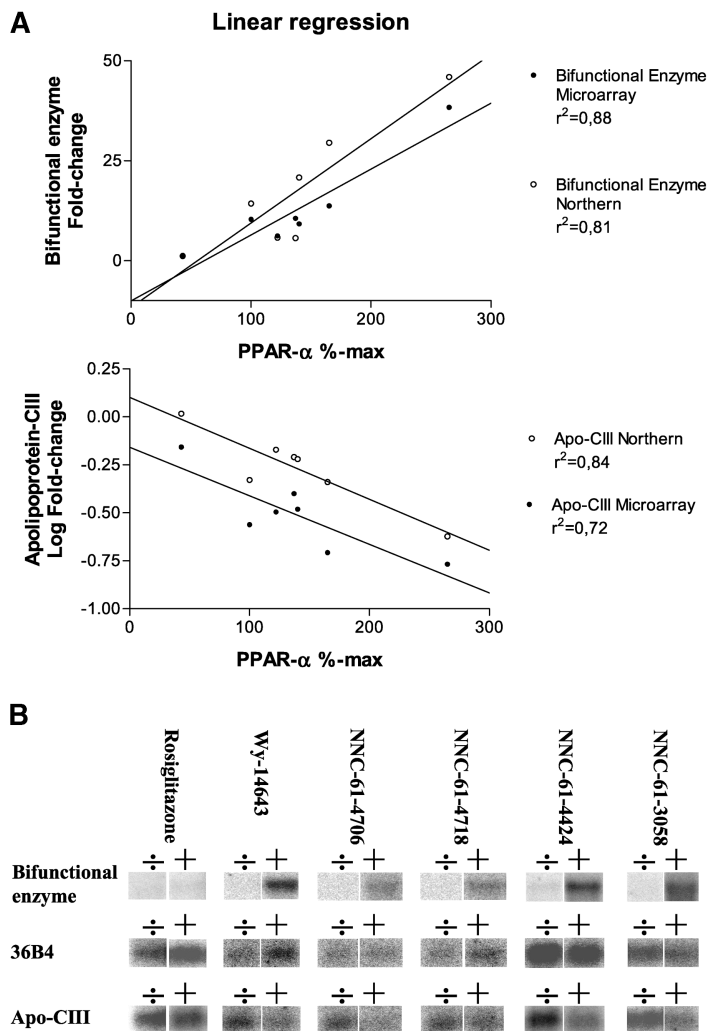 A
Linear regression
Bifunctional enzyme
Fold-change
50
25
0
0
100
200
300
PPAR-α %-max
Bifunctional Enzyme
Microarray
r²=0,88
Bifunctional Enzyme
Northern
r²=0,81
Apolipoprotein-CIII
Log Fold-change
0.25
0.00
-0.25
-0.50
-0.75
-1.00
0
100
200
300
PPAR-α %-max
Apo-CIII Northern
r²=0,84
Apo-CIII Microarray
r²=0,72
B
Rosiglitazone
Wy-14643
NNC-61-4706
NNC-61-4718
NNC-61-4424
NNC-61-3058
÷ + ÷ + ÷ + ÷ + ÷ + ÷ +
Bifunctional
enzyme
÷ + ÷ + ÷ + ÷ + ÷ + ÷ +
36B4
÷ + ÷ + ÷ + ÷ + ÷ + ÷ +
Apo-CIII